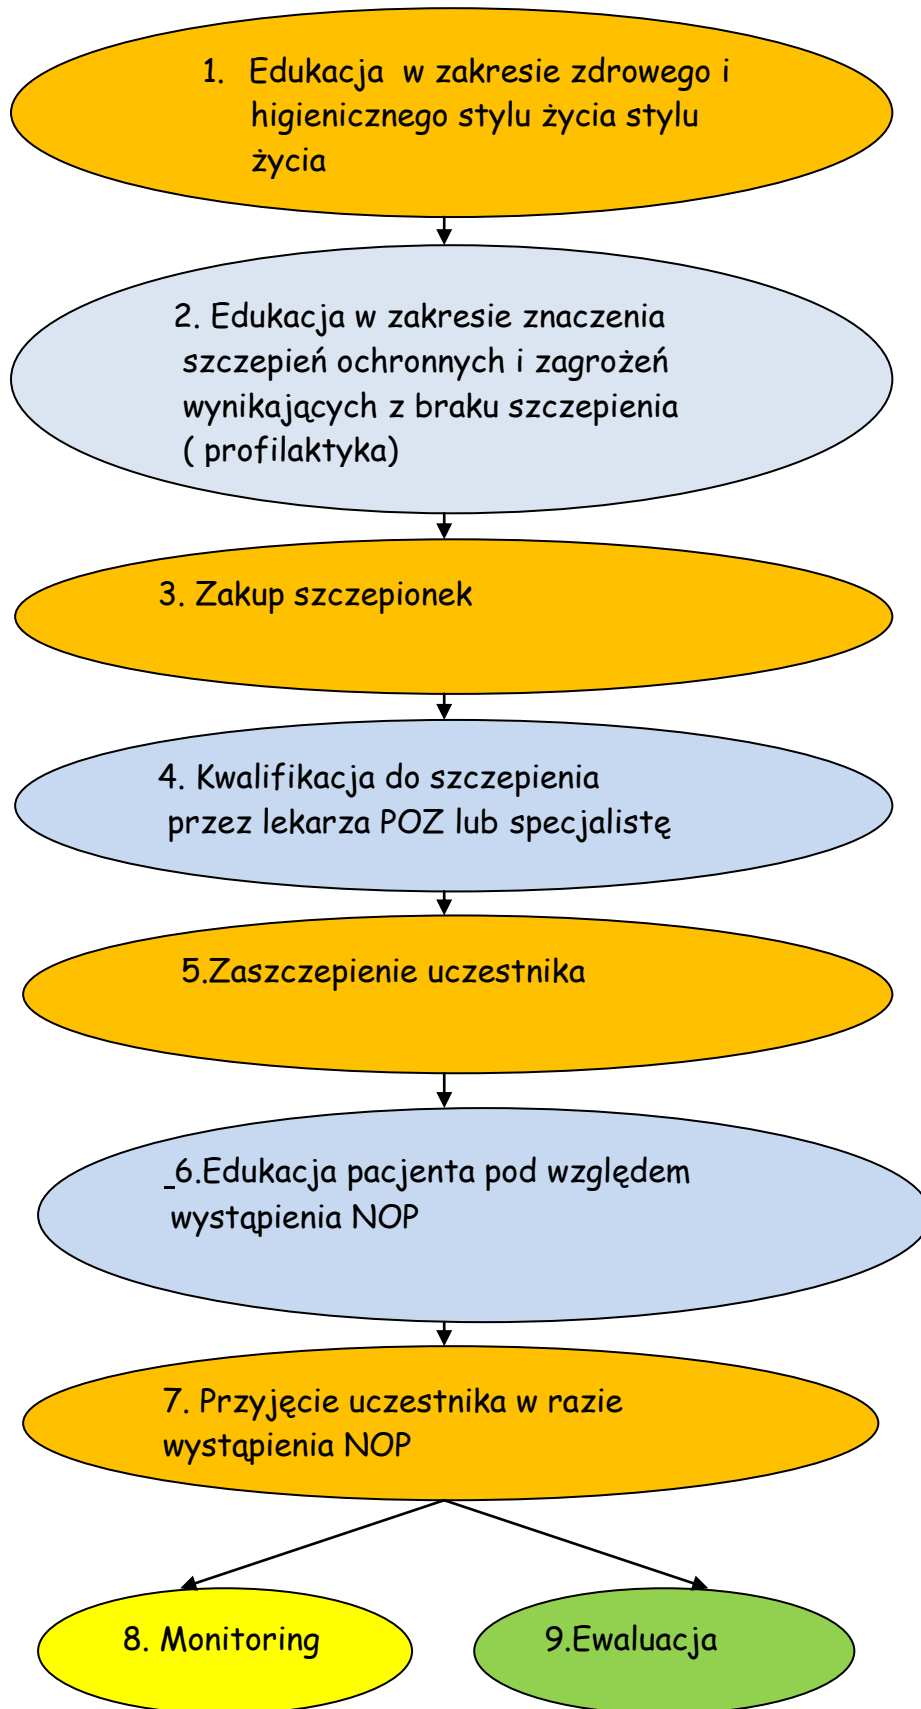 1. Edukacja w zakresie zdrowego i
higienicznego stylu życia stylu
życia
2. Edukacja w zakresie znaczenia
szczepień ochronnych i zagrożeń
wynikających z braku szczepienia
( profilaktyka)
3. Zakup szczepionek
4. Kwalifikacja do szczepienia
przez lekarza POZ lub specjalistę
5.Zaszczepienie uczestnika
_6.Edukacja pacjenta pod względem
wystąpienia NOP
7. Przyjęcie uczestnika w razie
wystąpienia NOP
8. Monitoring
9.Ewaluacja